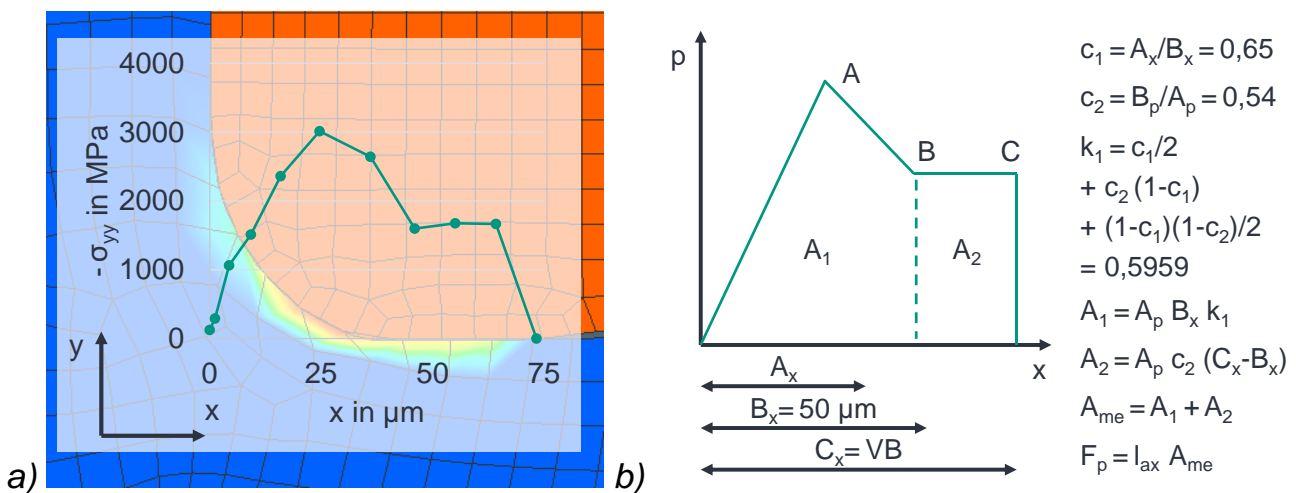 4000
3000
2000
1000
0
- σyy in MPa
0 25 50 75
x in µm
y
x
a)
p
A
B
C
A1
A2
x
Ax
Bx= 50 µm
Cx= VB
b)
c1 = Ax/Bx = 0,65
c2 = Bp/Ap = 0,54
k1 = c1/2
+ c2 (1-c1)
+ (1-c1)(1-c2)/2
= 0,5959
A1 = Ap Bx k1
A2 = Ap c2 (Cx-Bx)
Ame = A1 + A2
Fp = lax Ame